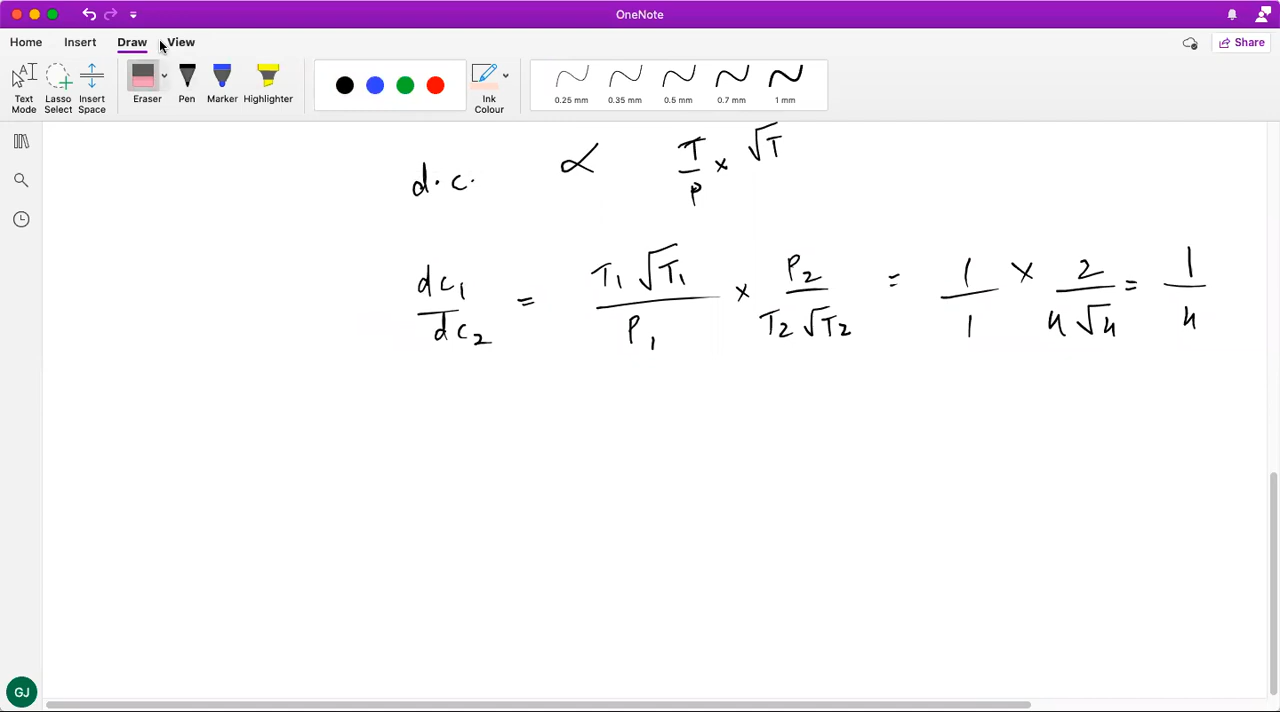 OneNote
Home Insert Draw View Share
Text Mode Lasso Select Insert Space Eraser Pen Marker Highlighter Ink Colour 0.25 mm 0.35 mm 0.5 mm 0.7 mm 1 mm
d.c. ∝ T/P × √T
dc₁/dc₂ = T₁√T₁/P₁ × P₂/T₂√T₂ = 1/1 × 2/4√4 = 1/4
GJ